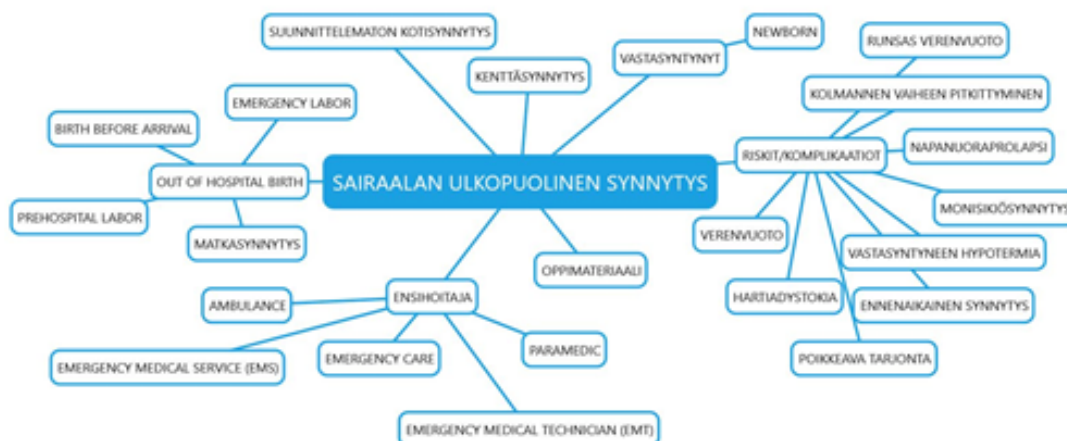 SUUNNITTELEMATON KOTISYNNYTYS
NEWBORN
RUNSAS VERENVUOTO
KENTTÄSYNNYTYS
VASTASYNTYNYT
KOLMANNEN VAIHEEN PITKITTYMINEN
EMERGENCY LABOR
BIRTH BEFORE ARRIVAL
NAPANUORAPROLAPSI
RISKIT/KOMPLIKAATIOT
OUT OF HOSPITAL BIRTH
SAIRAALAN ULKOPUOLINEN SYNNYTYS
MONISIKIÖSYNNYTYS
PREHOSPITAL LABOR
VERENVUOTO
MATKASYNNYTYS
VASTASYNTYNEEN HYPOTERMIA
OPPIMATERIAALI
AMBULANCE
ENSIHOITAJA
HARTIADYSTOKIA
ENNENAIKAINEN SYNNYTYS
EMERGENCY MEDICAL SERVICE (EMS)
EMERGENCY CARE
PARAMEDIC
POIKKEAVA TARJONTA
EMERGENCY MEDICAL TECHNICIAN (EMT)